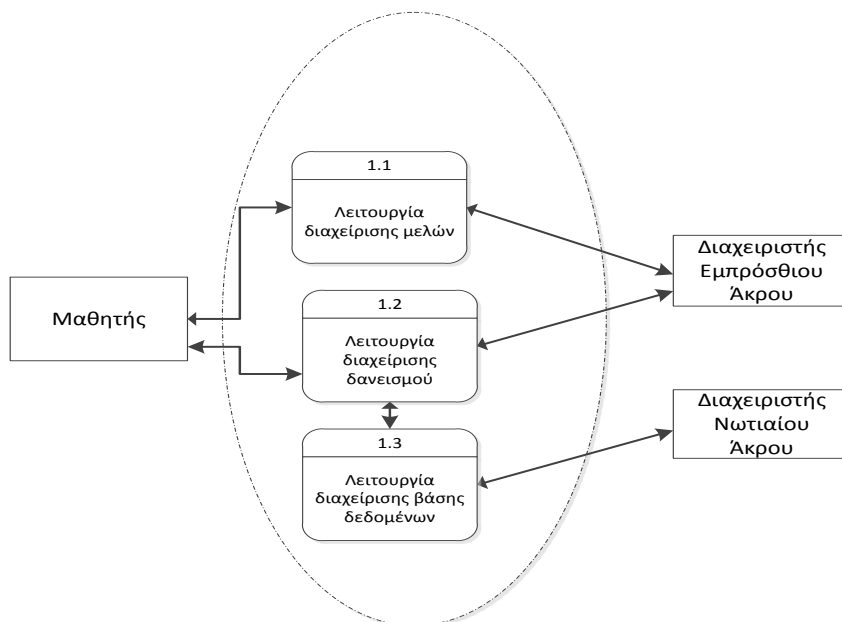 1.1
Λειτουργία
διαχείρισης μελών
Μαθητής
1.2
Λειτουργία
διαχείρισης
δανεισμού
1.3
Λειτουργία
διαχείρισης βάσης
δεδομένων
Διαχειριστής
Εμπρόσθιου
Άκρου
Διαχειριστής
Νωτιαίου
Άκρου